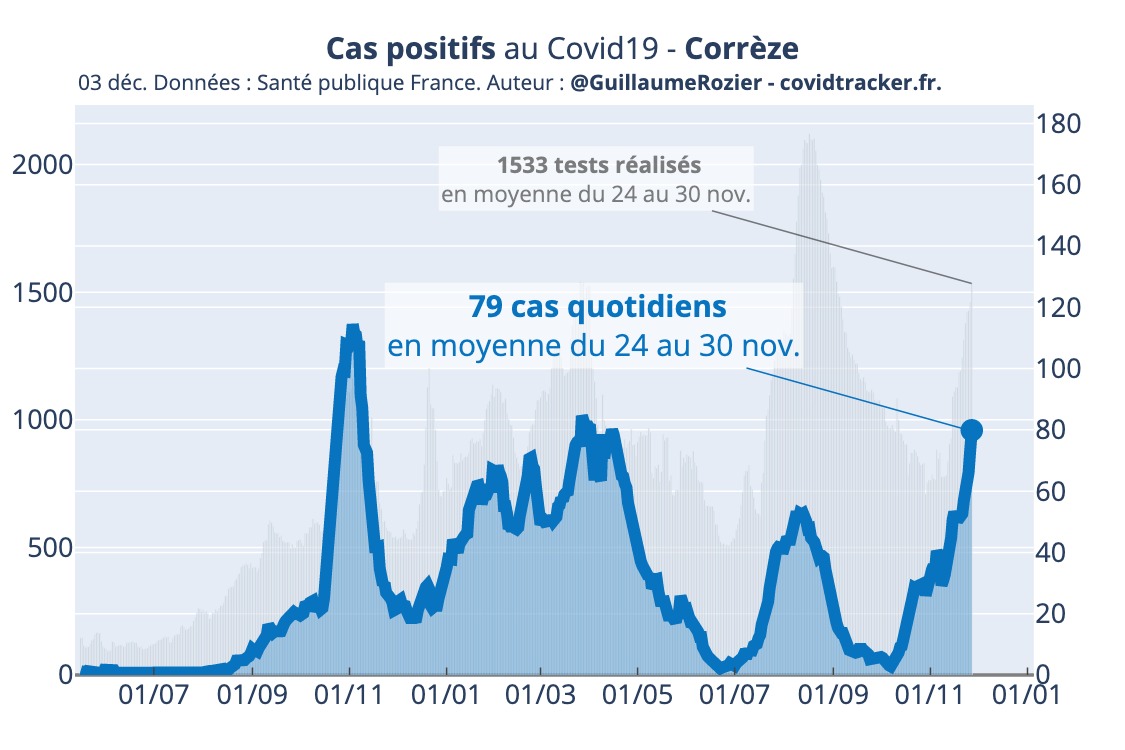 Cas positifs au Covid19 - Corrèze
03 déc. Données : Santé publique France. Auteur : @GuillaumeRozier - covidtracker.fr.
180
2000
1533 tests réalisés
160
en moyenne du 24 au 30 nov.
140
1500
79 cas quotidiens
120
en moyenne du 24 au 30 nov.
100
1000
80
60
500
40
20
0
0
01/07 01/09 01/11 01/01 01/03 01/05 01/07 01/09 01/11 01/01